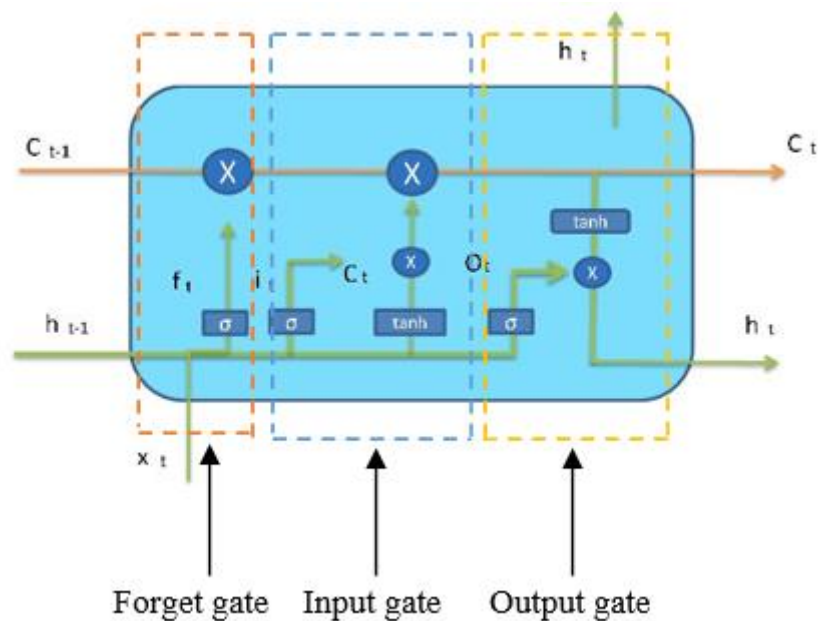 h t
C t-1
X
X
C t
tanh
f t
i t
C t
X
O t
X
h t-1
σ
σ
tanh
σ
h t
x t
Forget gate
Input gate
Output gate